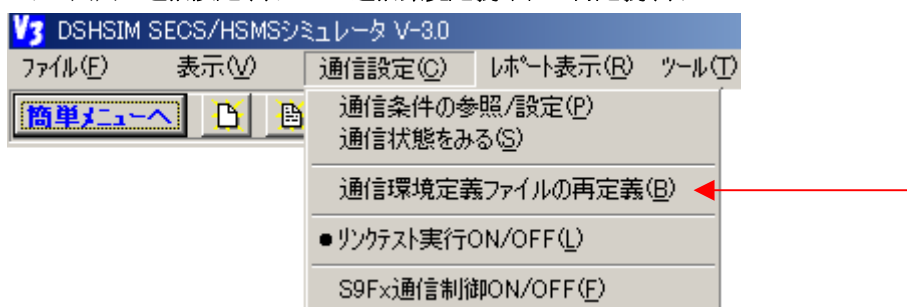 V3 DSHSIM SECS/HSMSシミュレータ V-3.0
ファイル(F) 表示(V) 通信設定(C) レポート表示(R) ツール(T)
簡単メニューへ
通信条件の参照/設定(P)
通信状態をみる(S)
通信環境定義ファイルの再定義(B)
●リンクテスト実行ON/OFF(L)
S9Fx通信制御ON/OFF(F)